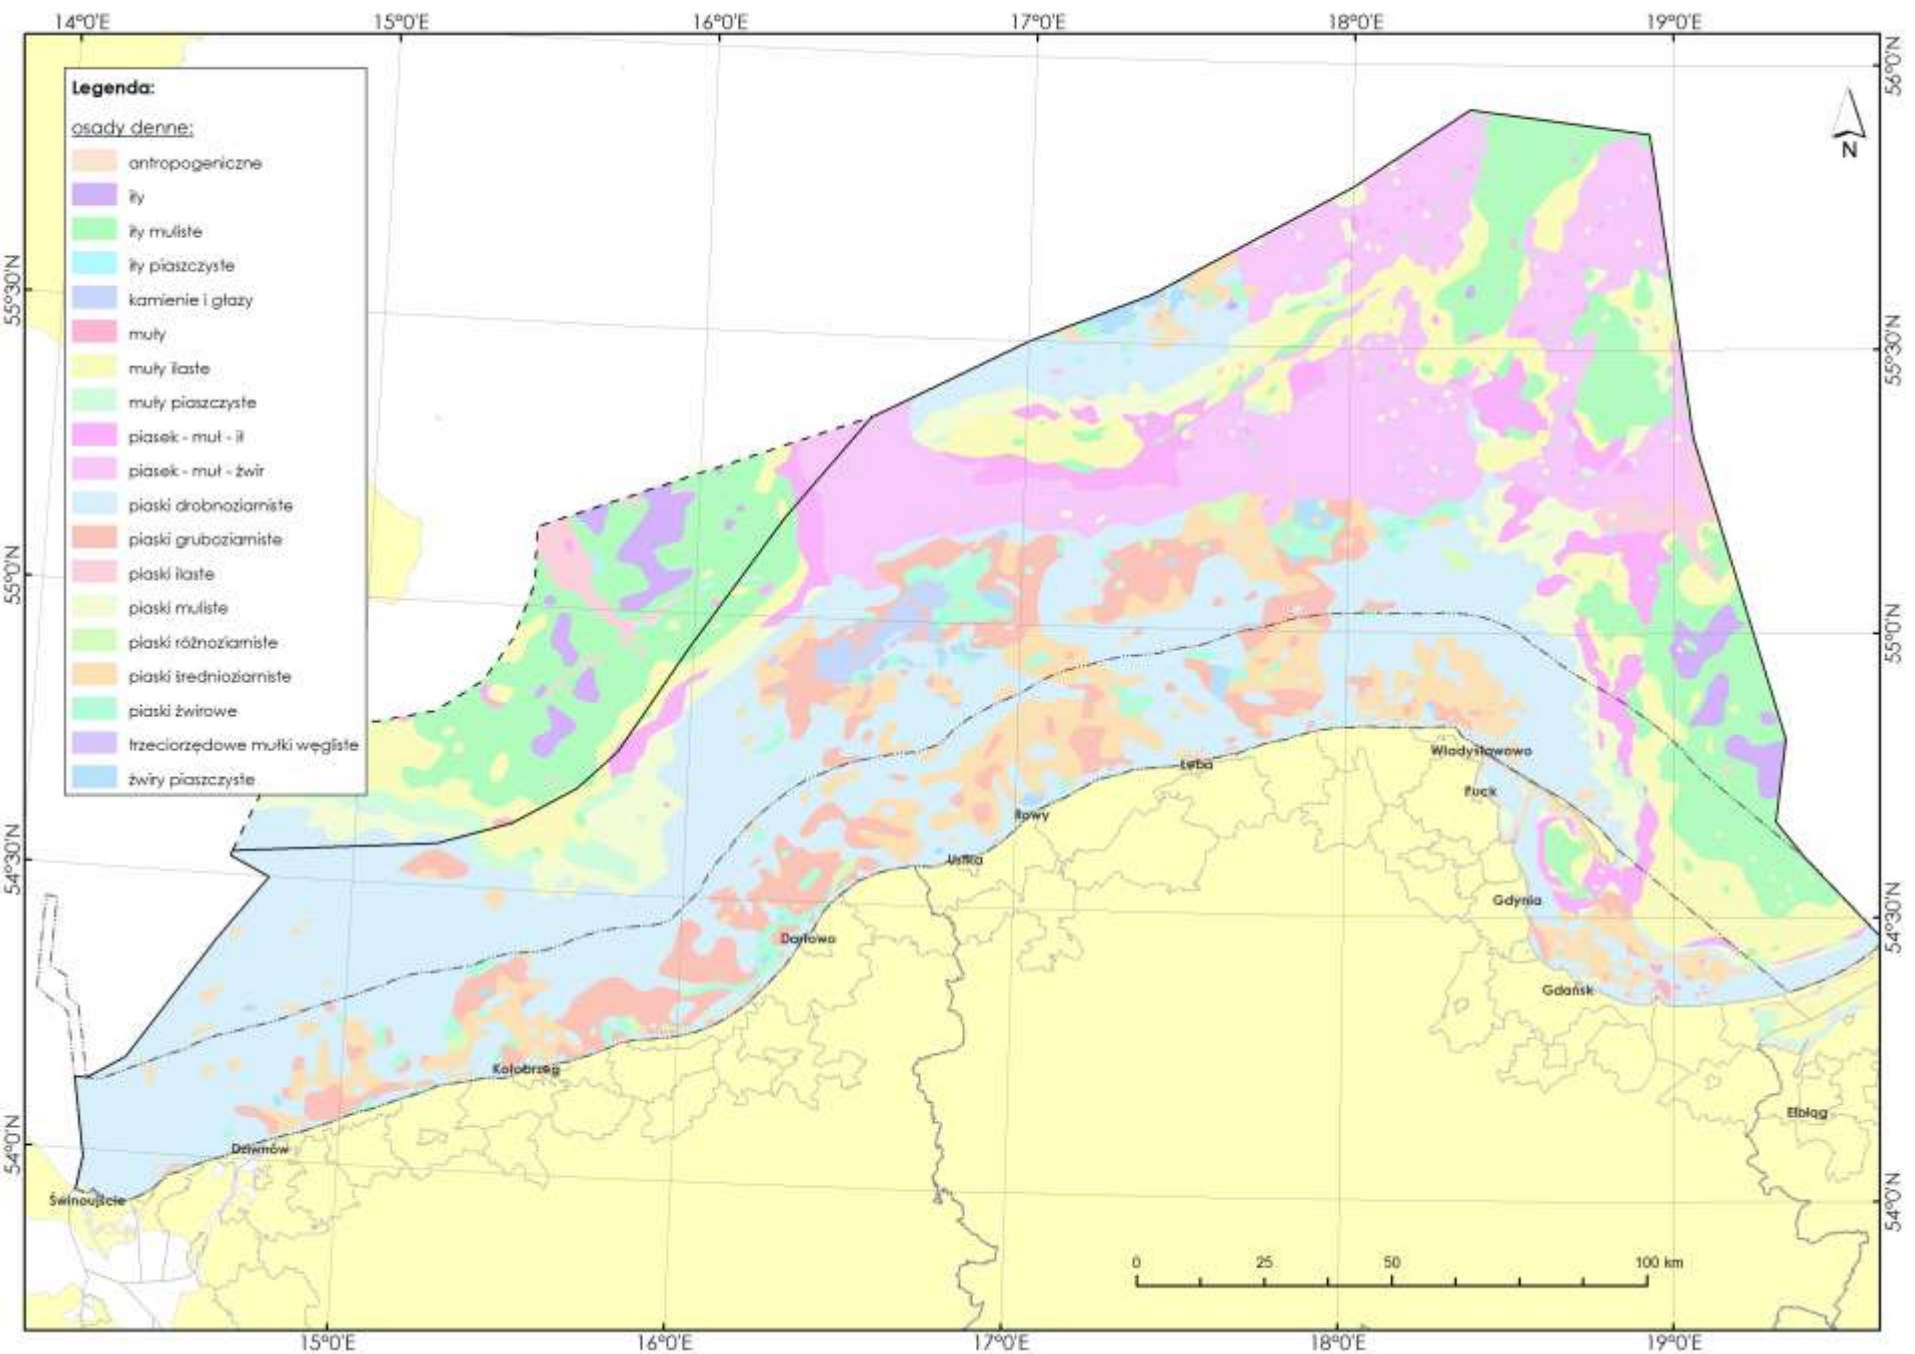 14°0'E 15°0'E 16°0'E 17°0'E 18°0'E 19°0'E
56°0'N
Legenda:
osady denne:
antropogeniczne
iły
iły muliste
iły piaszczyste
kamienie i głazy
muły
muły ilaste
muły piaszczyste
piasek - muł - ił
piasek - muł - żwir
piaski drobnoziarniste
piaski gruboziarniste
piaski ilaste
piaski muliste
piaski różnoziarniste
piaski średnioziarniste
piaski żwirowe
trzeciorzędowe mułki węgliste
żwiry piaszczyste
N
55°30'N
55°30'N
55°0'N
55°0'N
Władysławowo
Łeba
Puck
Rowy
54°30'N
Ustka
Gdynia
54°30'N
Darłowo
Gdańsk
Kołobrzeg
Elbląg
54°0'N
Dziwnów
Świnoujście
54°0'N
0 25 50 100 km
15°0'E 16°0'E 17°0'E 18°0'E 19°0'E